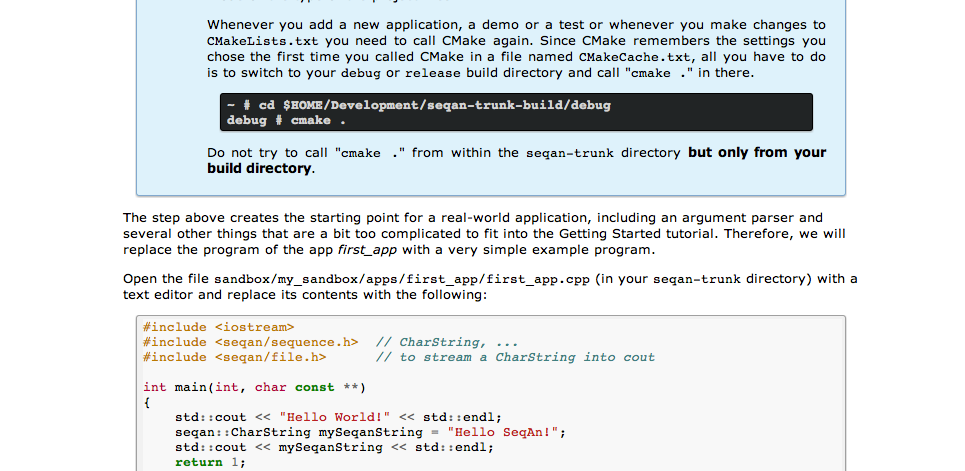 Whenever you add a new application, a demo or a test or whenever you make changes to
CMakeLists.txt you need to call CMake again. Since CMake remembers the settings you
chose the first time you called CMake in a file named CMakeCache.txt, all you have to do
is to switch to your debug or release build directory and call "cmake ." in there.
~ # cd $HOME/Development/seqan-trunk-build/debug
debug # cmake .
Do not try to call "cmake ." from within the seqan-trunk directory but only from your
build directory.
The step above creates the starting point for a real-world application, including an argument parser and
several other things that are a bit too complicated to fit into the Getting Started tutorial. Therefore, we will
replace the program of the app first_app with a very simple example program.
Open the file sandbox/my_sandbox/apps/first_app/first_app.cpp (in your seqan-trunk directory) with a
text editor and replace its contents with the following:
#include <iostream>
#include <seqan/sequence.h>  // CharString, ...
#include <seqan/file.h>      // to stream a CharString into cout
int main(int, char const **)
{
    std::cout << "Hello World!" << std::endl;
    seqan::CharString mySeqanString = "Hello SeqAn!";
    std::cout << mySeqanString << std::endl;
    return 1;